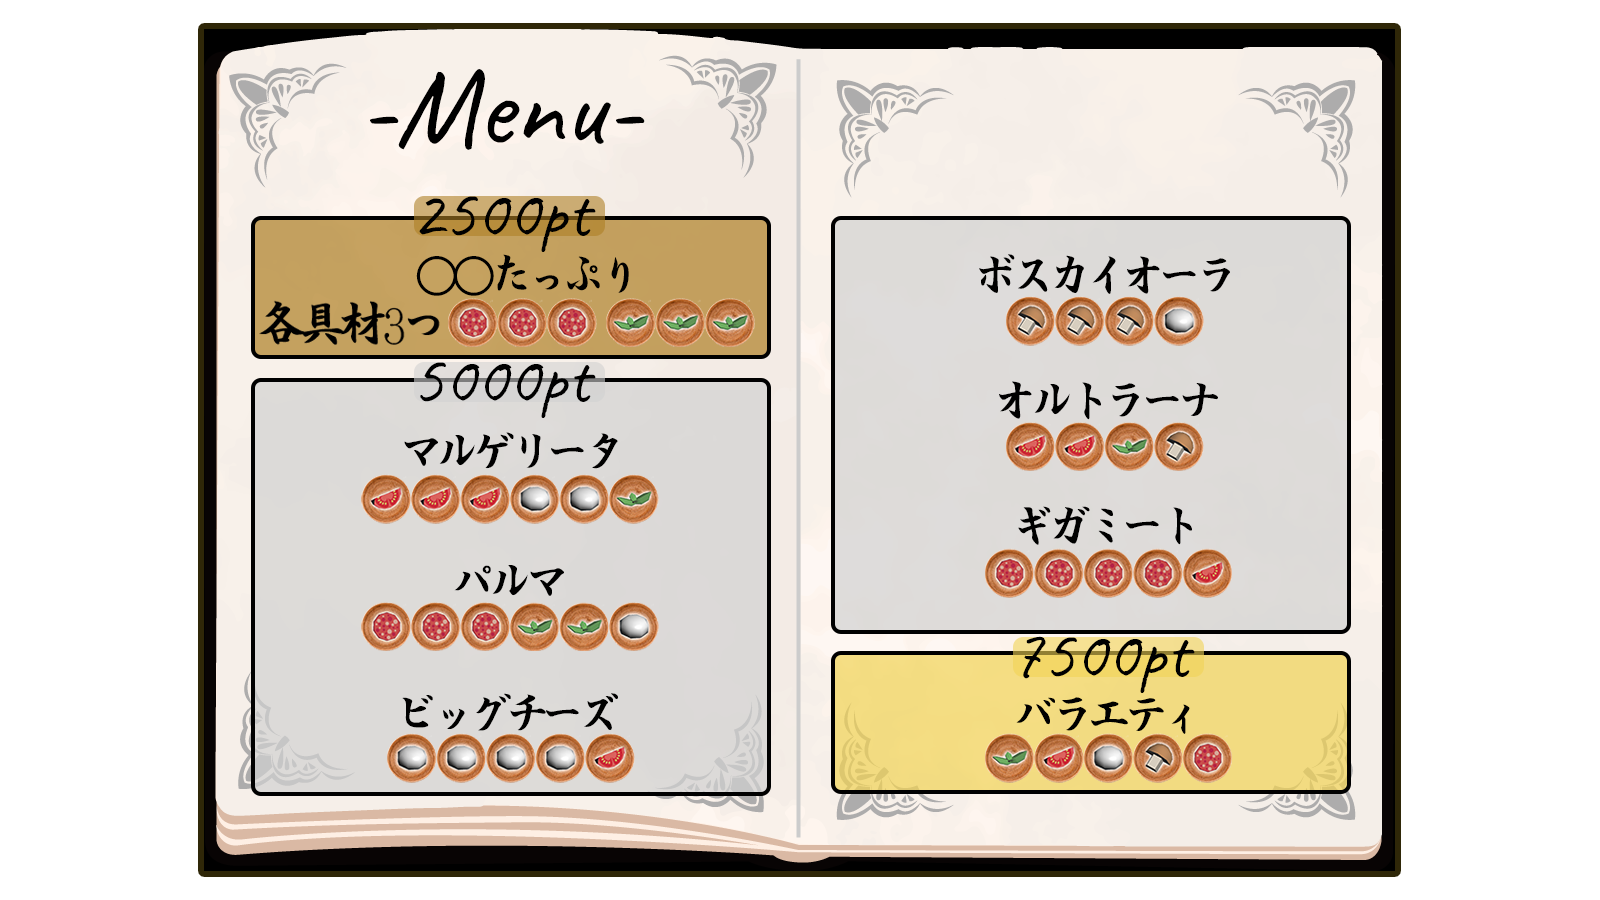 -Menu-
2500pt
◯◯たっぷり
各具材3つ
5000pt
マルゲリータ
パルマ
ビッグチーズ
ボスカイオーラ
オルトラーナ
ギガミート
7500pt
バラエティ